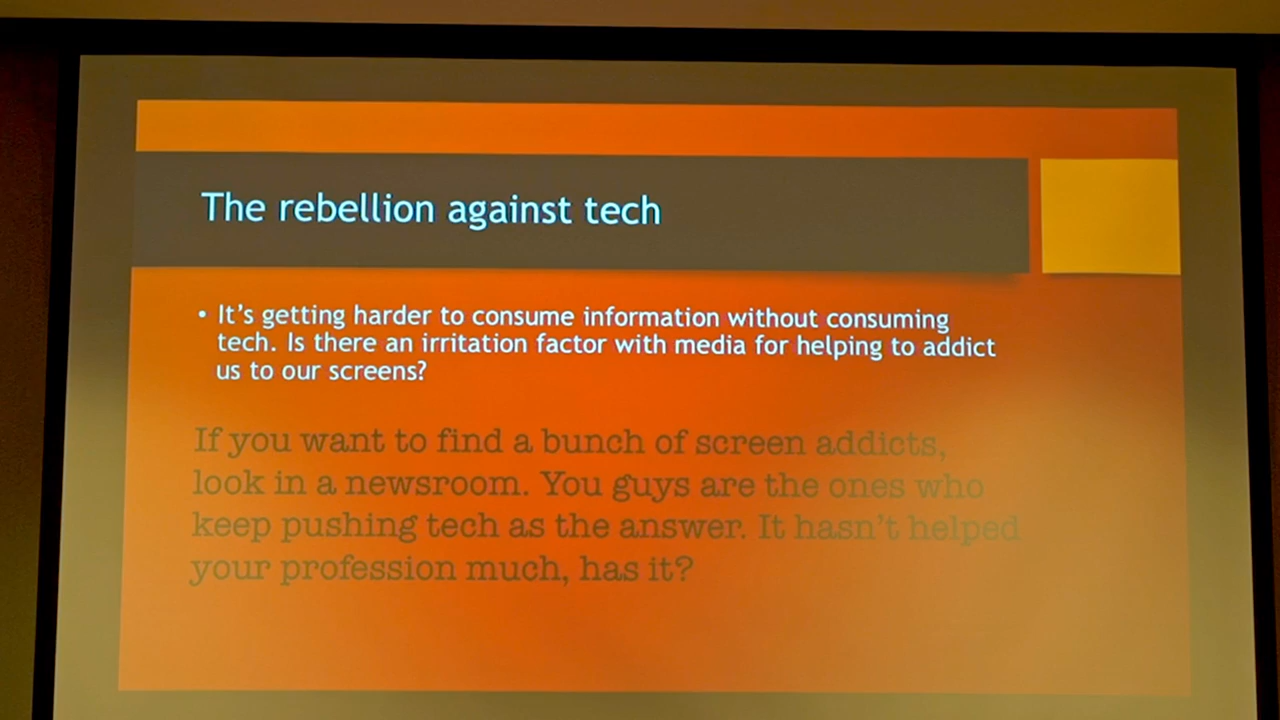 The rebellion against tech
• It's getting harder to consume information without consuming
tech. Is there an irritation factor with media for helping to addict
us to our screens?
If you want to find a bunch of screen addicts,
look in a newsroom. You guys are the ones who
keep pushing tech as the answer. It hasn't helped
your profession much, has it?